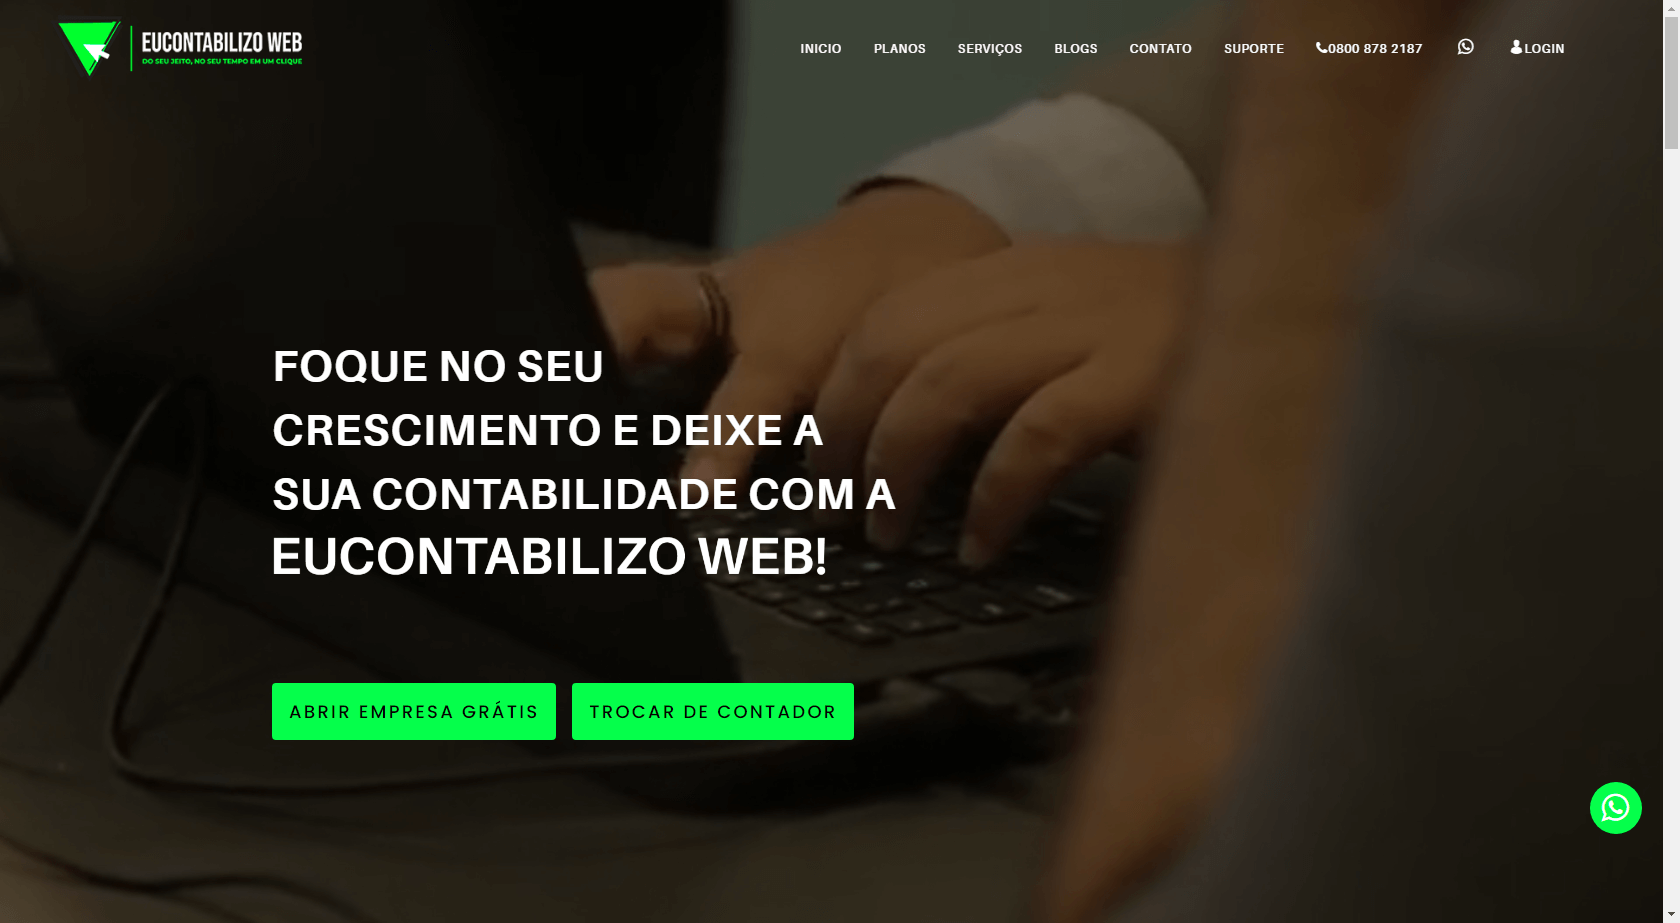 EUCONTABILIZO WEB
DO SEU JEITO, NO SEU TEMPO EM UM CLIQUE
INICIO
PLANOS
SERVIÇOS
BLOGS
CONTATO
SUPORTE
0800 878 2187
LOGIN
FOQUE NO SEU
CRESCIMENTO E DEIXE A
SUA CONTABILIDADE COM A
EUCONTABILIZO WEB!
ABRIR EMPRESA GRÁTIS
TROCAR DE CONTADOR